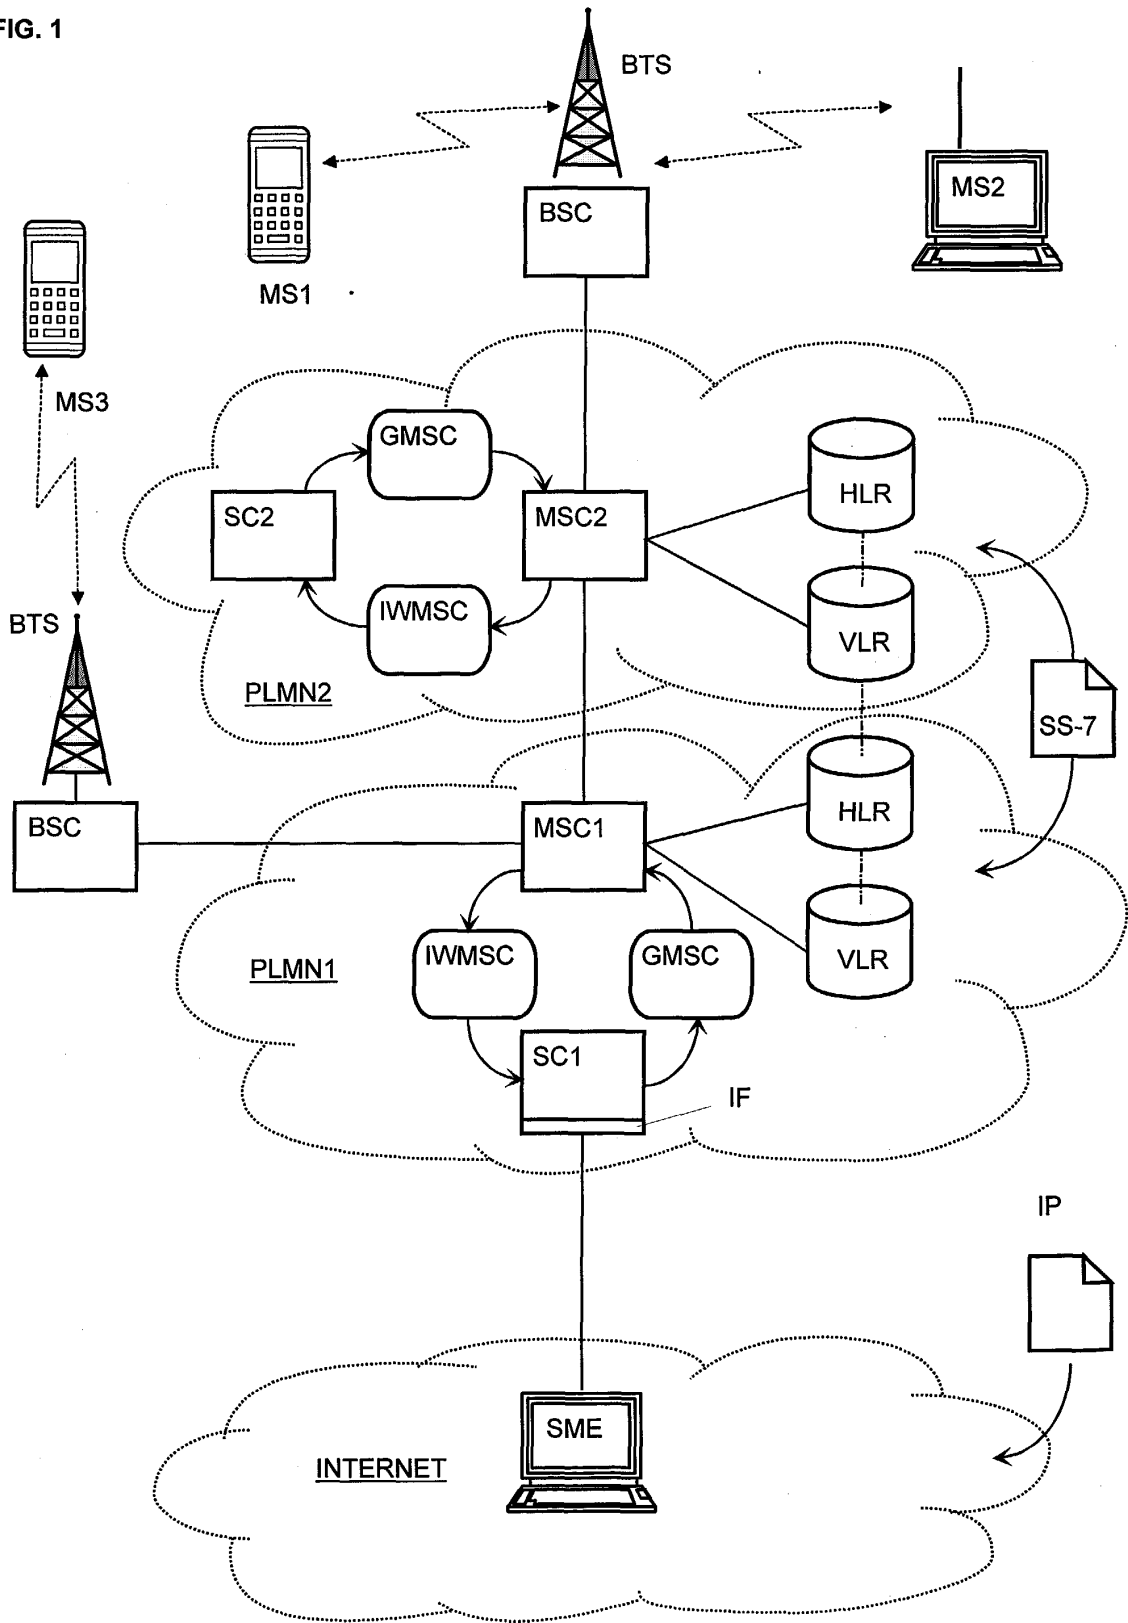 FIG. 1
BTS
MS2
BSC
MS1
MS3
GMSC
HLR
SC2
MSC2
IWMSC
BTS
VLR
PLMN2
SS-7
HLR
MSC1
BSC
IWMSC
GMSC
VLR
PLMN1
SC1
IF
IP
SME
INTERNET